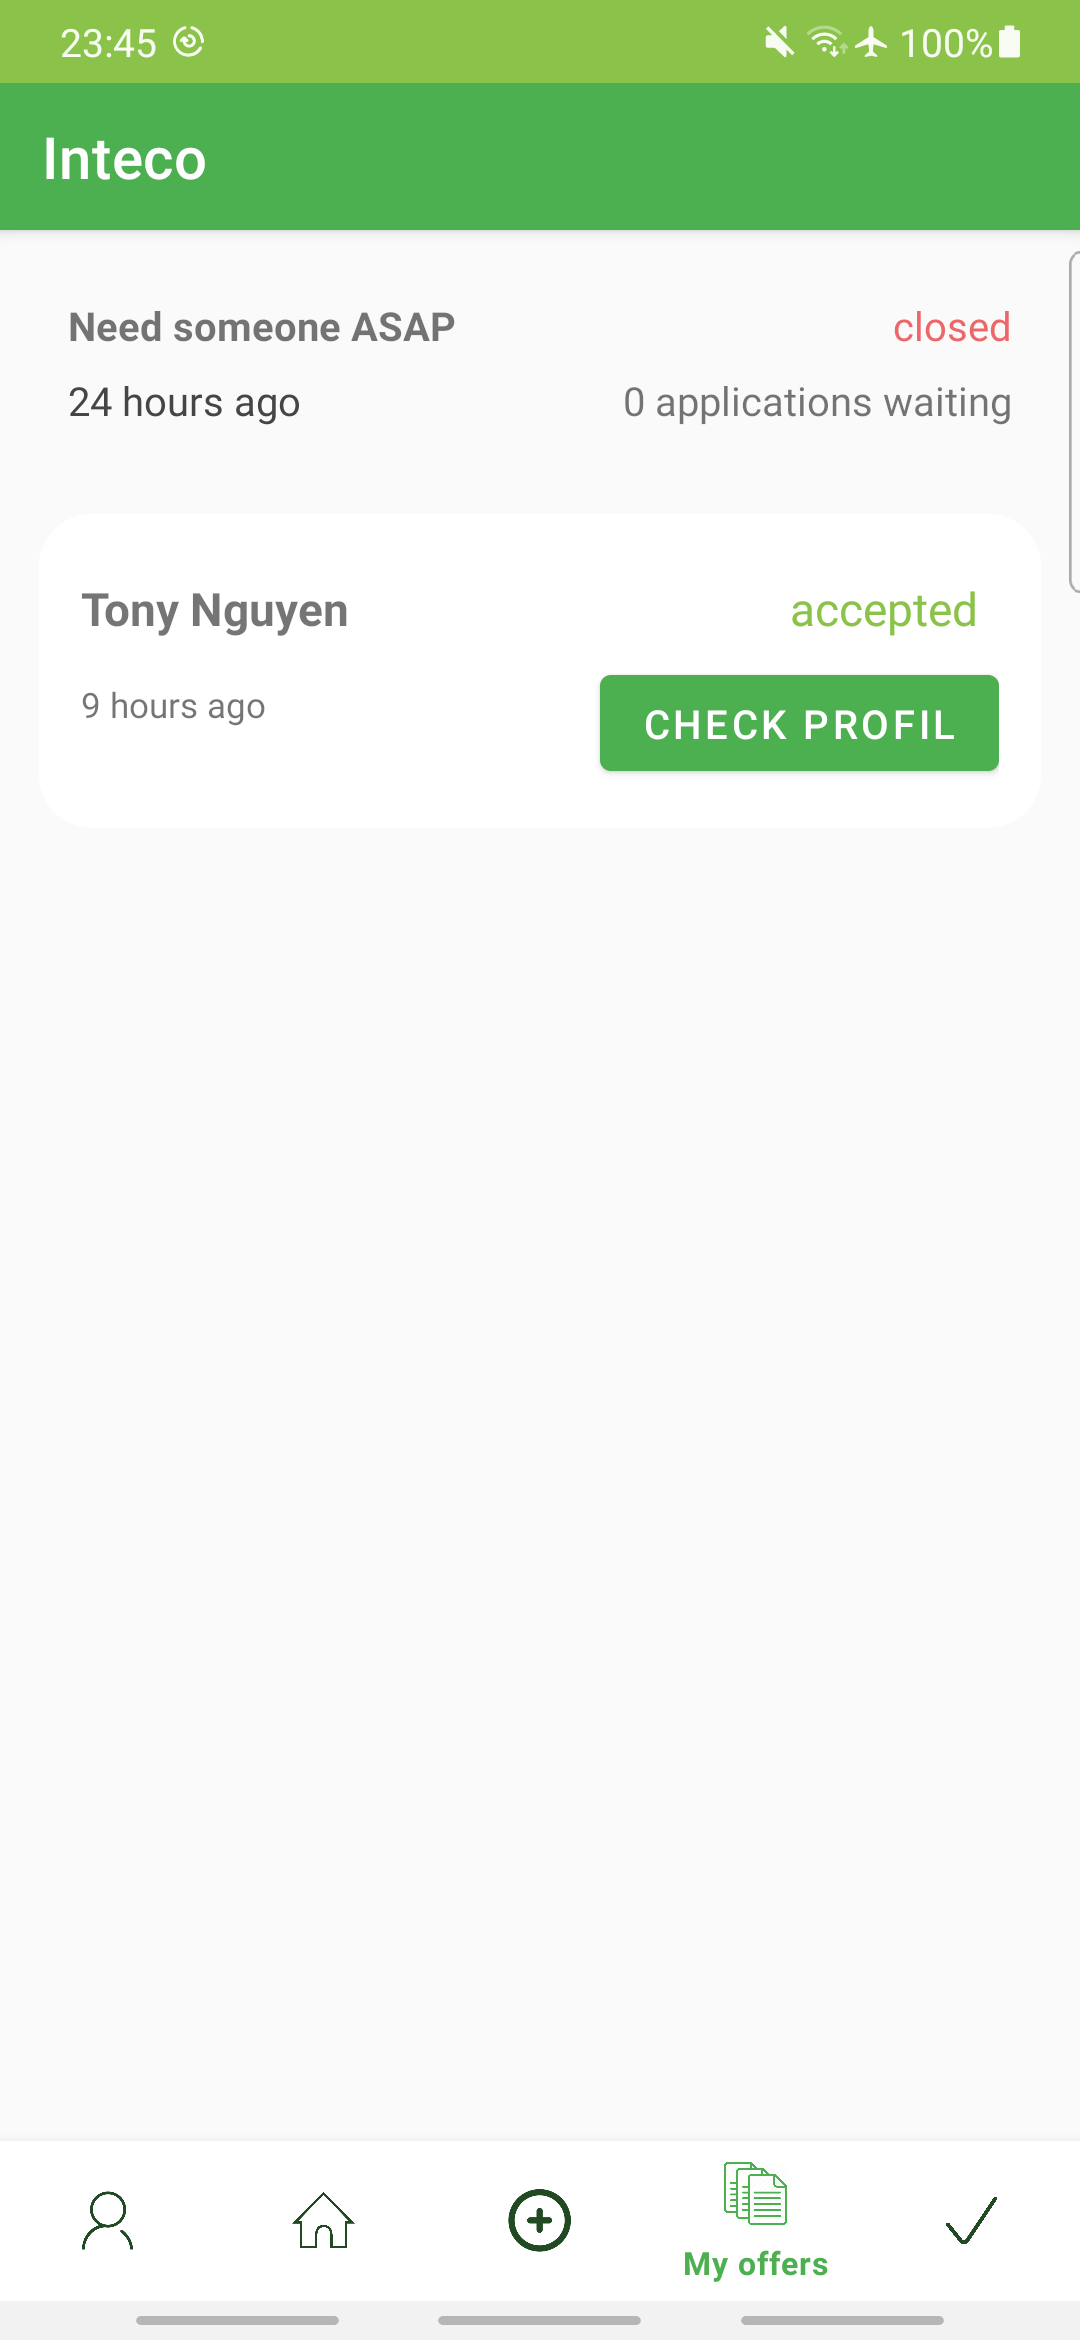 23:45 100%
Inteco
Need someone ASAP closed
24 hours ago 0 applications waiting
Tony Nguyen accepted
9 hours ago CHECK PROFIL
My offers